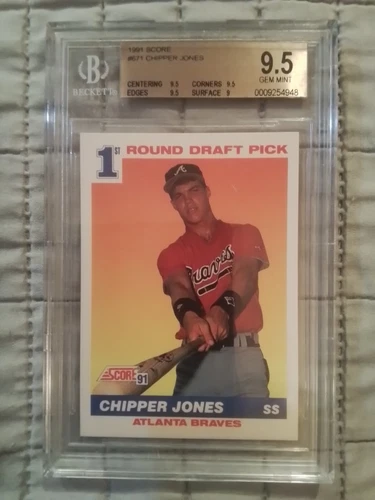 1991 SCORE
#671 CHIPPER JONES
CENTERING 9.5 CORNERS 9.5
EDGES 9.5 SURFACE 9
9.5
GEM MINT
0009254948
B
BECKETT
1ST ROUND DRAFT PICK
A
Braves
SCORE 91
CHIPPER JONES SS
ATLANTA BRAVES